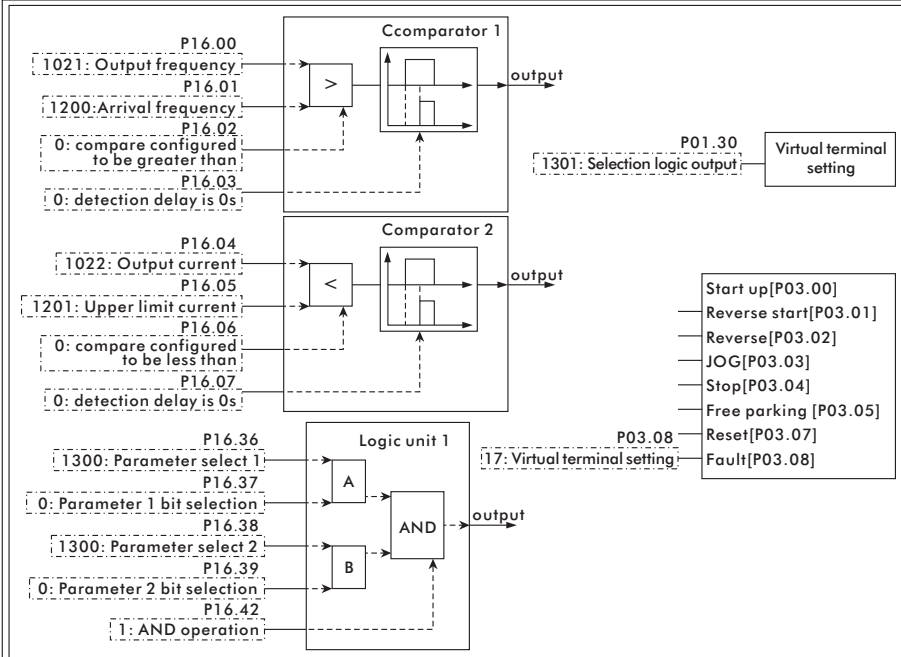 Ccomparator 1
P16.00
1021: Output frequency
P16.01
1200:Arrival frequency
P16.02
0: compare configured
to be greater than
P16.03
0: detection delay is 0s
>
output
P01.30
1301: Selection logic output
Virtual terminal
setting
Comparator 2
P16.04
1022: Output current
P16.05
1201: Upper limit current
P16.06
0: compare configured
to be less than
P16.07
0: detection delay is 0s
<
output
Start up[P03.00]
Reverse start[P03.01]
Reverse[P03.02]
JOG[P03.03]
Stop[P03.04]
Free parking [P03.05]
Reset[P03.07]
Fault[P03.08]
P03.08
17: Virtual terminal setting
Logic unit 1
P16.36
1300: Parameter select 1
P16.37
0: Parameter 1 bit selection
P16.38
1300: Parameter select 2
P16.39
0: Parameter 2 bit selection
P16.42
1: AND operation
A
B
AND
output